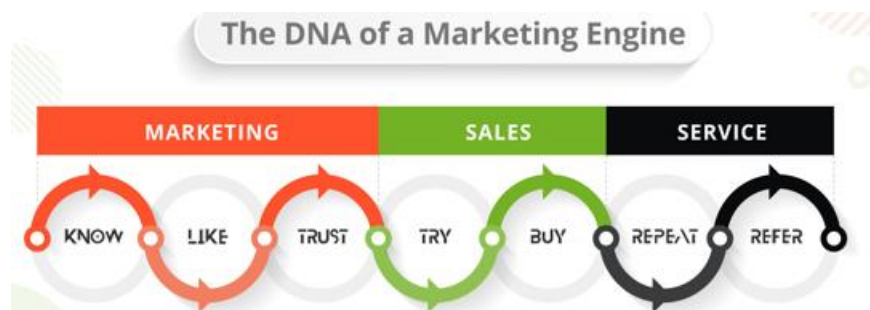 The DNA of a Marketing Engine
MARKETING SALES SERVICE
KNOW LIKE TRUST TRY BUY REPEAT REFER